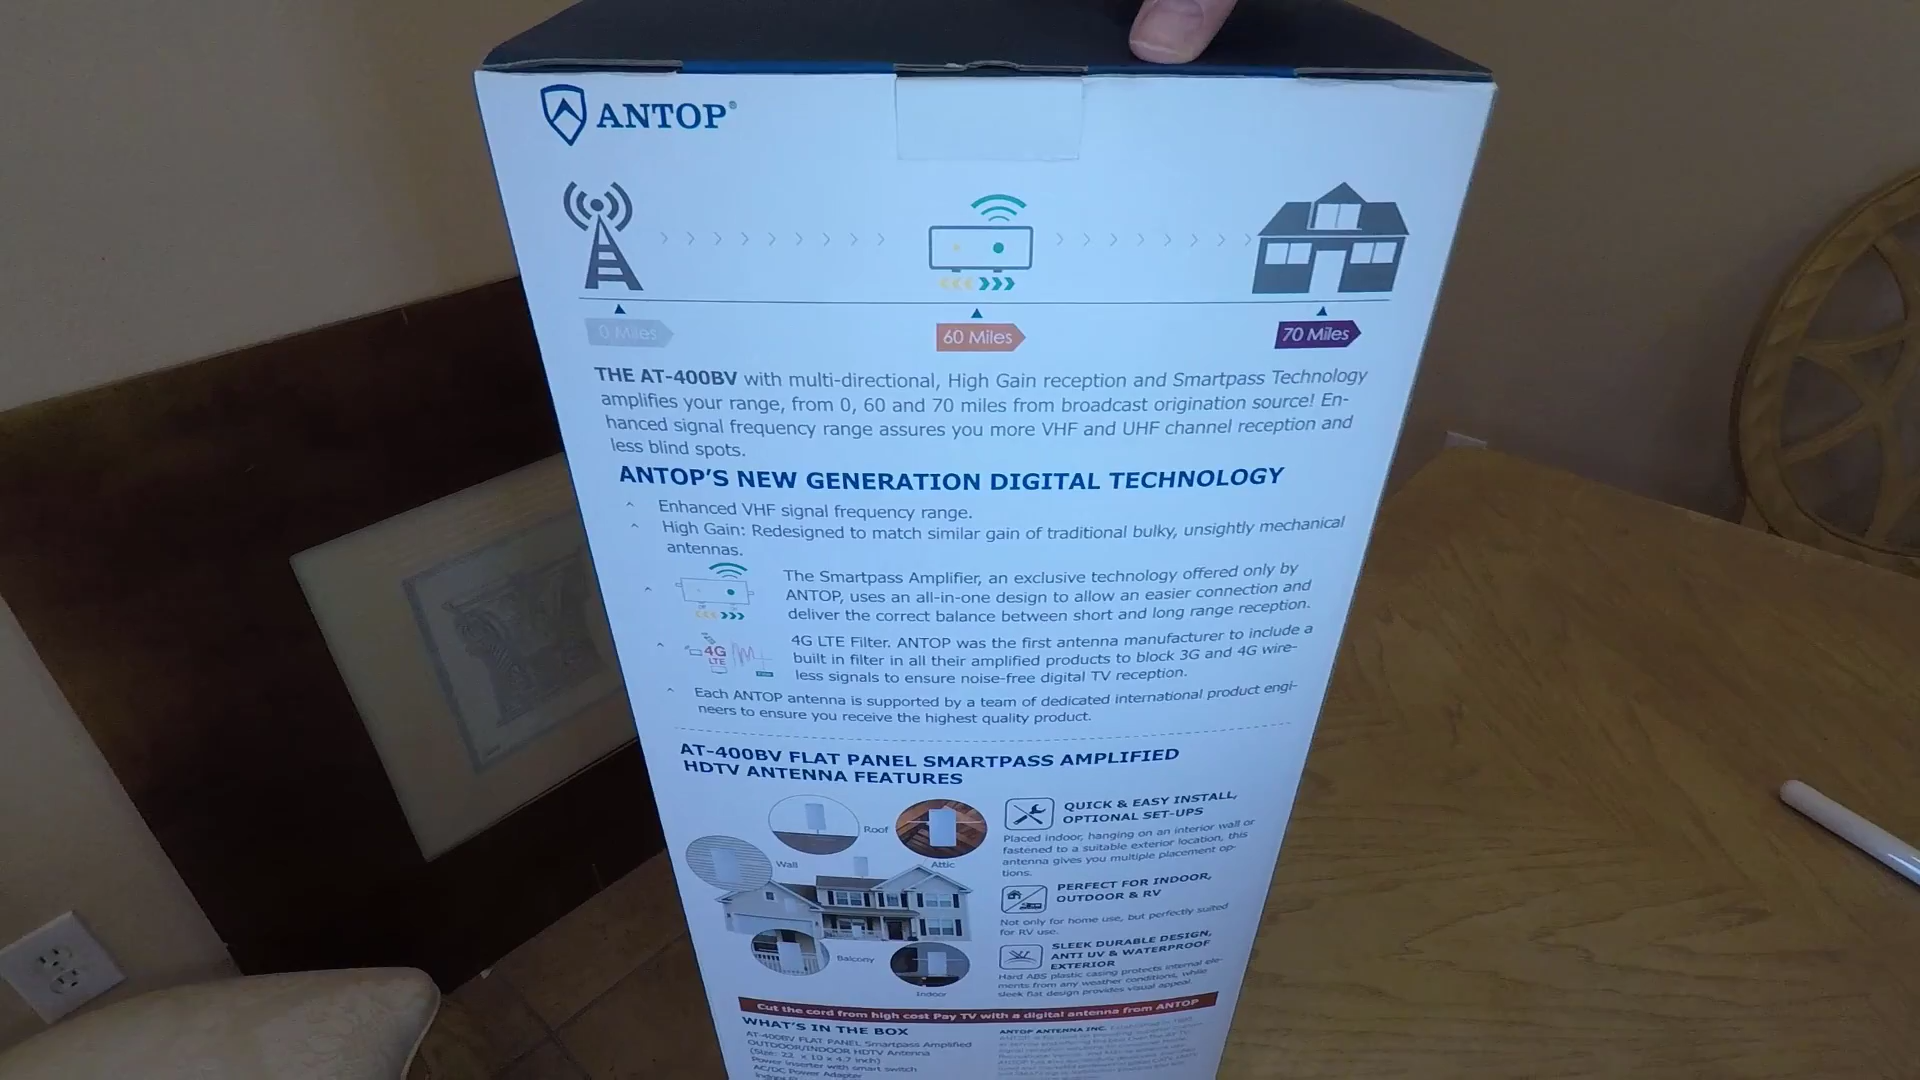 ANTOP®
0 Miles
60 Miles
70 Miles
THE AT-400BV with multi-directional, High Gain reception and Smartpass Technology
amplifies your range, from 0, 60 and 70 miles from broadcast origination source! En-
hanced signal frequency range assures you more VHF and UHF channel reception and
less blind spots.
ANTOP'S NEW GENERATION DIGITAL TECHNOLOGY
^ Enhanced VHF signal frequency range.
^ High Gain: Redesigned to match similar gain of traditional bulky, unsightly mechanical
antennas.
^ The Smartpass Amplifier, an exclusive technology offered only by
ANTOP, uses an all-in-one design to allow an easier connection and
deliver the correct balance between short and long range reception.
4G
LTE
^ 4G LTE Filter. ANTOP was the first antenna manufacturer to include a
built in filter in all their amplified products to block 3G and 4G wire-
less signals to ensure noise-free digital TV reception.
^ Each ANTOP antenna is supported by a team of dedicated international product engi-
neers to ensure you receive the highest quality product.
AT-400BV FLAT PANEL SMARTPASS AMPLIFIED
HDTV ANTENNA FEATURES
Roof
Attic
Wall
Balcony
Indoor
QUICK & EASY INSTALL,
OPTIONAL SET-UPS
Placed indoor, hanging on an interior wall or
fastened to a suitable exterior location, this
antenna gives you multiple placement op-
tions.
PERFECT FOR INDOOR,
OUTDOOR & RV
Not only for home use, but perfectly suited
for RV use.
SLEEK DURABLE DESIGN,
ANTI UV & WATERPROOF
EXTERIOR
Hard ABS plastic casing protects internal ele-
ments from any weather conditions, while
sleek flat design provides visual appeal.
Cut the cord from high cost Pay TV with a digital antenna from ANTOP
WHAT'S IN THE BOX
AT-400BV FLAT PANEL Smartpass Amplified
OUTDOOR/INDOOR HDTV Antenna
(Size: 22 x 10 x 4.7 inch)
Power inserter with smart switch
AC/DC Power Adapter
ANTOP ANTENNA INC.